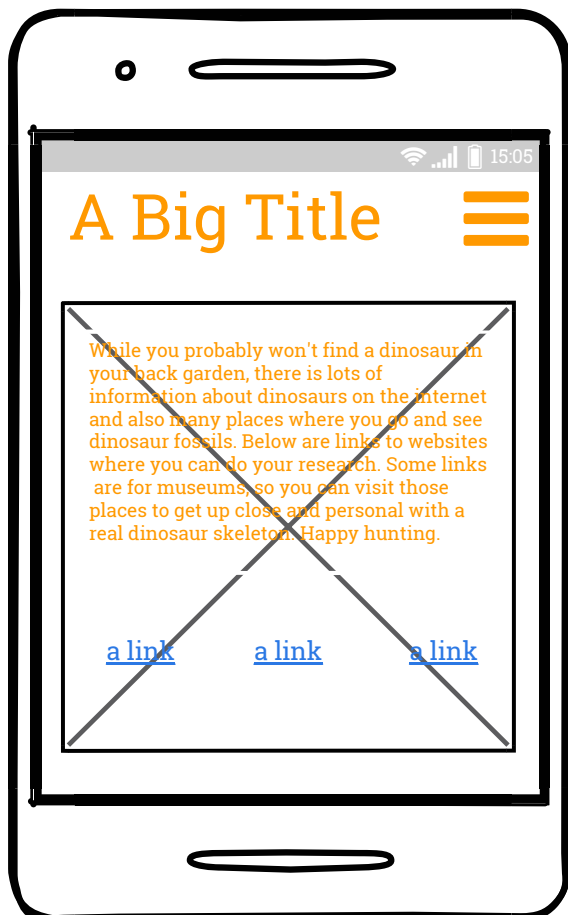 15:05
A Big Title
While you probably won't find a dinosaur in
your back garden, there is lots of
information about dinosaurs on the internet
and also many places where you go and see
dinosaur fossils. Below are links to websites
where you can do your research. Some links
are for museums, so you can visit those
places to get up close and personal with a
real dinosaur skeleton. Happy hunting.
a link a link a link